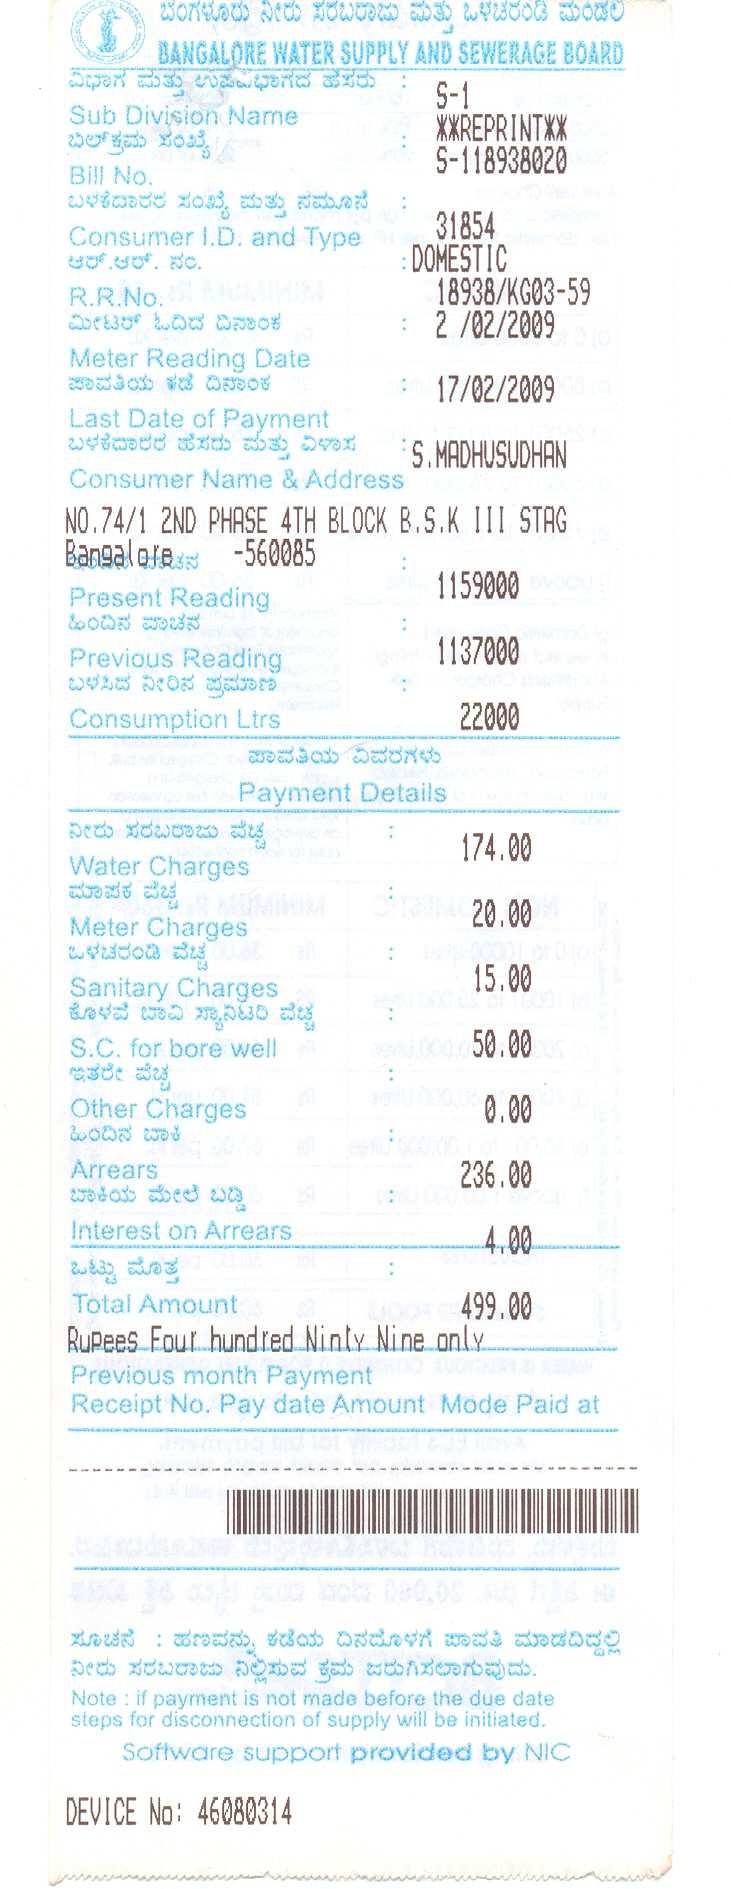 ಬೆಂಗಳೂರು ನೀರು ಸರಬರಾಜು ಮತ್ತು ಒಳಚರಂಡಿ ಮಂಡಲಿ
BANGALORE WATER SUPPLY AND SEWERAGE BOARD
ವಿಭಾಗ ಮತ್ತು ಉಪವಿಭಾಗದ ಹೆಸರು :
S-1
Sub Division Name
**REPRINT**
ಬಿಲ್‌ಕ್ರಮ ಸಂಖ್ಯೆ
S-118938020
Bill No.
ಬಳಕೆದಾರರ ಸಂಖ್ಯೆ ಮತ್ತು ನಮೂನೆ :
31854
Consumer I.D. and Type
ಆರ್.ಆರ್. ನಂ. :DOMESTIC
R.R.No. 18938/KG03-59
ಮೀಟರ್ ಓದಿದ ದಿನಾಂಕ : 2 /02/2009
Meter Reading Date
ಪಾವತಿಯ ಕಡೆ ದಿನಾಂಕ : 17/02/2009
Last Date of Payment
ಬಳಕೆದಾರರ ಹೆಸರು ಮತ್ತು ವಿಳಾಸ : S.MADHUSUDHAN
Consumer Name & Address
NO.74/1 2ND PHASE 4TH BLOCK B.S.K III STAG
Bangalore -560085
ಇಂದಿನ ವಾಚನ : 1159000
Present Reading
ಹಿಂದಿನ ವಾಚನ : 1137000
Previous Reading
ಬಳಸಿದ ನೀರಿನ ಪ್ರಮಾಣ :
Consumption Ltrs 22000
ಪಾವತಿಯ ವಿವರಗಳು
Payment Details
ನೀರು ಸರಬರಾಜು ವೆಚ್ಚ : 174.00
Water Charges
ಮಾಪಕ ವೆಚ್ಚ : 20.00
Meter Charges
ಒಳಚರಂಡಿ ವೆಚ್ಚ : 15.00
Sanitary Charges
ಕೊಳವೆ ಬಾವಿ ಸ್ಯಾನಿಟರಿ ವೆಚ್ಚ :
S.C. for bore well 50.00
ಇತರೇ ವೆಚ್ಚ :
Other Charges 0.00
ಹಿಂದಿನ ಬಾಕಿ :
Arrears 236.00
ಬಾಕಿಯ ಮೇಲೆ ಬಡ್ಡಿ :
Interest on Arrears 4.00
ಒಟ್ಟು ಮೊತ್ತ :
Total Amount 499.00
Rupees Four hundred Ninty Nine only
Previous month Payment
Receipt No. Pay date Amount Mode Paid at
ಸೂಚನೆ : ಹಣವನ್ನು ಕಡೆಯ ದಿನದೊಳಗೆ ಪಾವತಿ ಮಾಡದಿದ್ದಲ್ಲಿ
ನೀರು ಸರಬರಾಜು ನಿಲ್ಲಿಸುವ ಕ್ರಮ ಜರುಗಿಸಲಾಗುವುದು.
Note : if payment is not made before the due date
steps for disconnection of supply will be initiated.
Software support provided by NIC
DEVICE No: 46080314